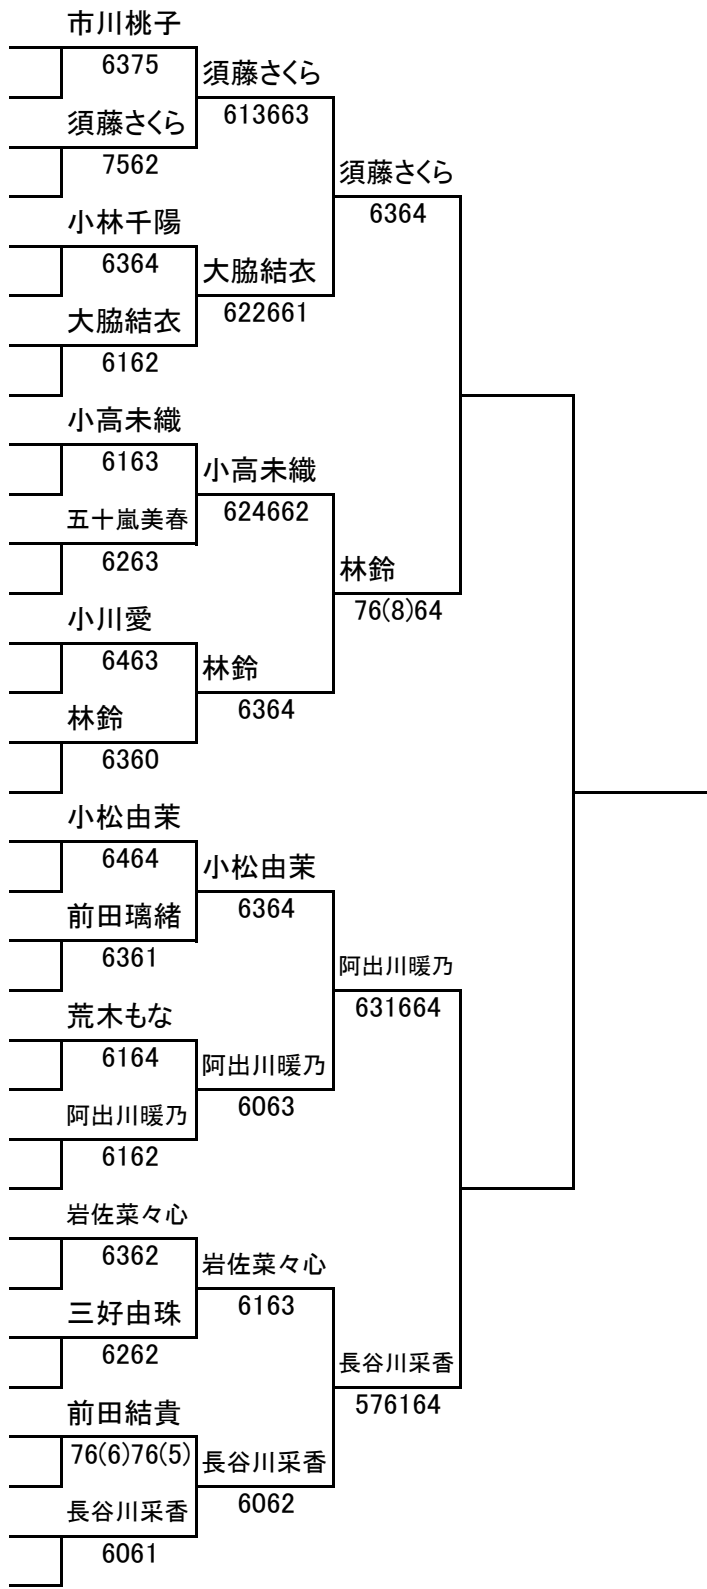 市川桃子
6375
須藤さくら
613663
須藤さくら
7562
須藤さくら
6364
小林千陽
6364
大脇結衣
622661
大脇結衣
6162
小高未織
6163
小高未織
624662
五十嵐美春
6263
林鈴
76(8)64
小川愛
6463
林鈴
6364
林鈴
6360
小松由茉
6464
小松由茉
6364
前田璃緒
6361
阿出川暖乃
631664
荒木もな
6164
阿出川暖乃
6063
阿出川暖乃
6162
岩佐菜々心
6362
岩佐菜々心
6163
三好由珠
6262
長谷川采香
576164
前田結貴
76(6)76(5)
長谷川采香
6062
長谷川采香
6061